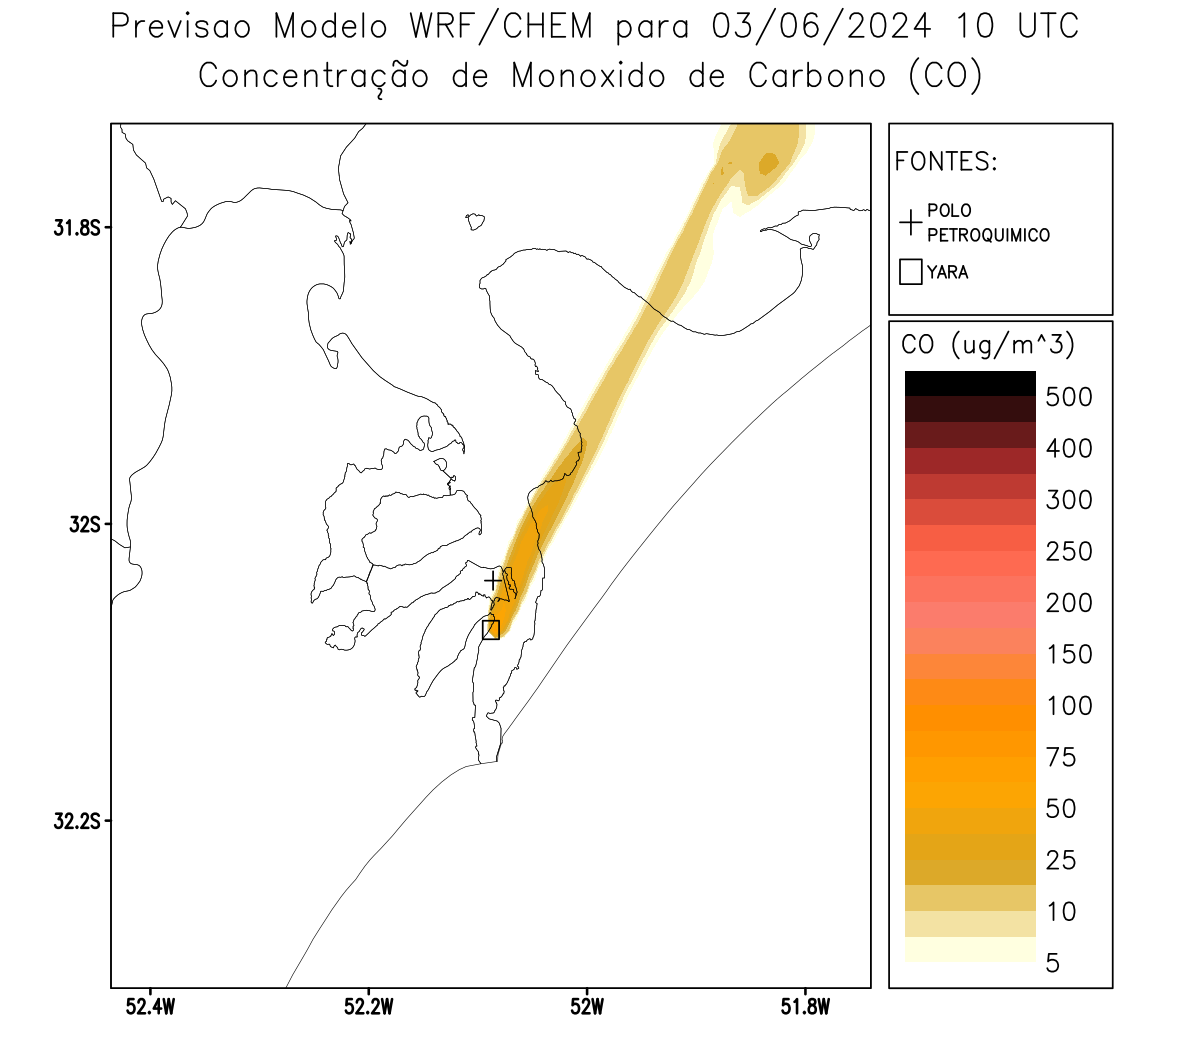 Previsao Modelo WRF/CHEM para 03/06/2024 10 UTC
Concentração de Monoxido de Carbono (CO)
FONTES:
POLO
PETROQUIMICO
YARA
CO (ug/m^3)
500
400
300
250
200
150
100
75
50
25
10
5
31.8S
32S
32.2S
52.4W
52.2W
52W
51.8W